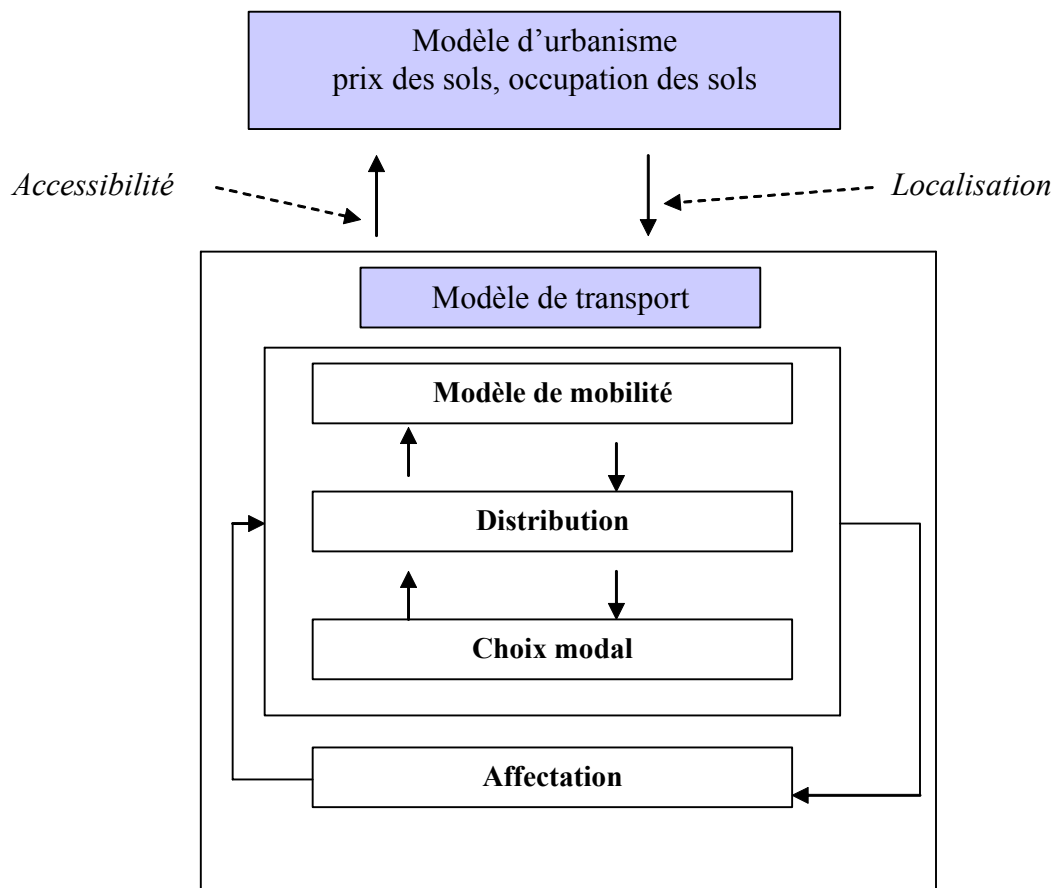 Modèle d’urbanisme
prix des sols, occupation des sols
Accessibilité
Localisation
Modèle de transport
Modèle de mobilité
Distribution
Choix modal
Affectation